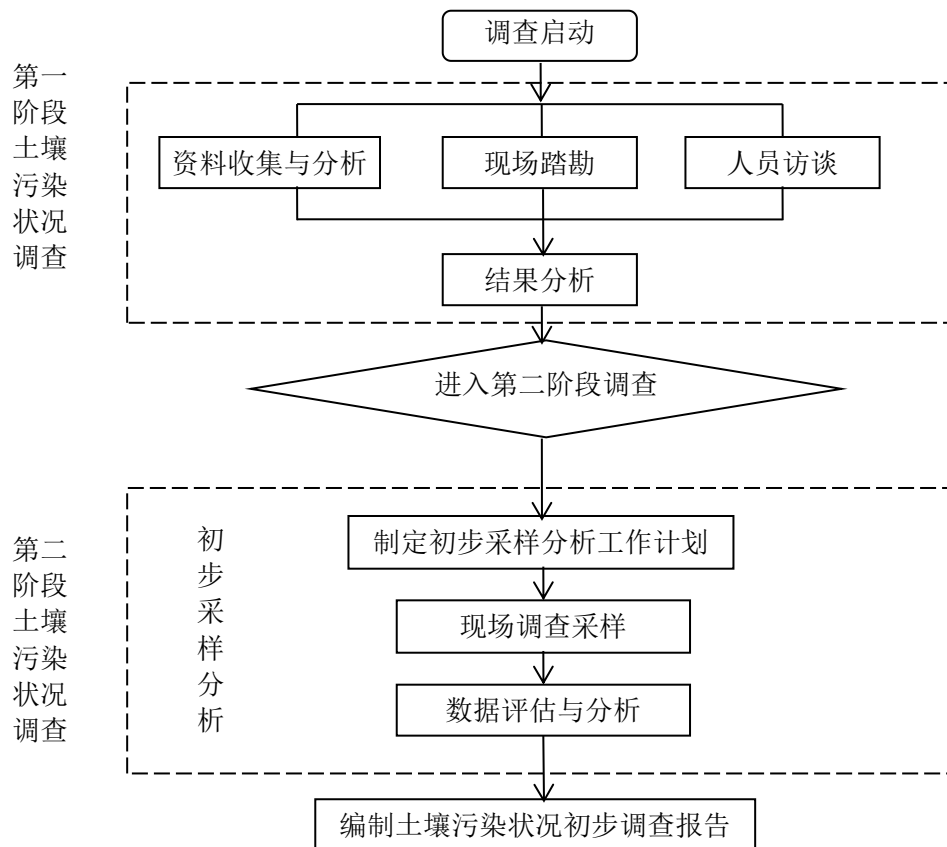 调查启动
第一
阶段
土壤
污染
状况
调查
资料收集与分析
现场踏勘
人员访谈
结果分析
进入第二阶段调查
第二
阶段
土壤
污染
状况
调查
初
步
采
样
分
析
制定初步采样分析工作计划
现场调查采样
数据评估与分析
编制土壤污染状况初步调查报告